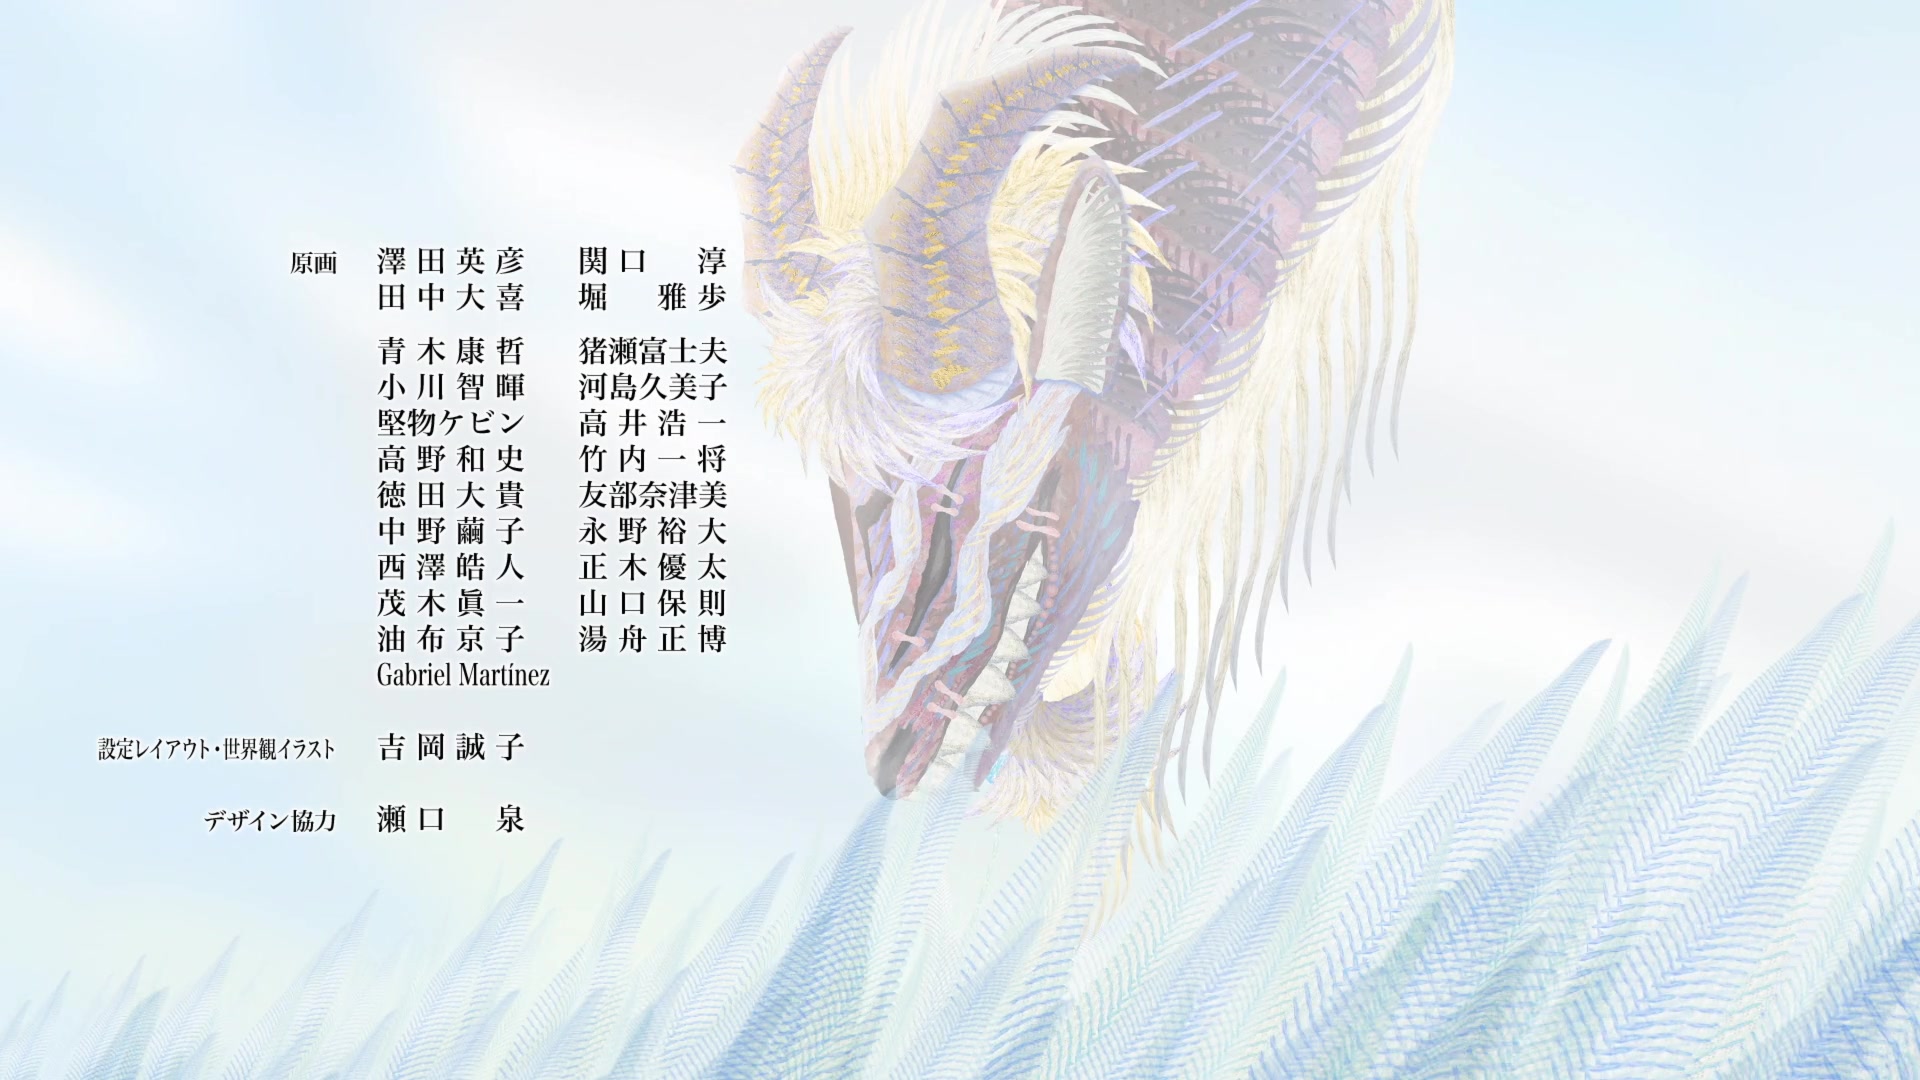 原画 澤田英彦 関口 淳
田中大喜 堀 雅歩
青木康哲 猪瀬富士夫
小川智暉 河島久美子
堅物ケビン 高井浩一
高野和史 竹内一将
徳田大貴 友部奈津美
中野繭子 永野裕大
西澤皓人 正木優太
茂木眞一 山口保則
油布京子 湯舟正博
Gabriel Martínez
設定レイアウト・世界観イラスト 吉岡誠子
デザイン協力 瀬口 泉